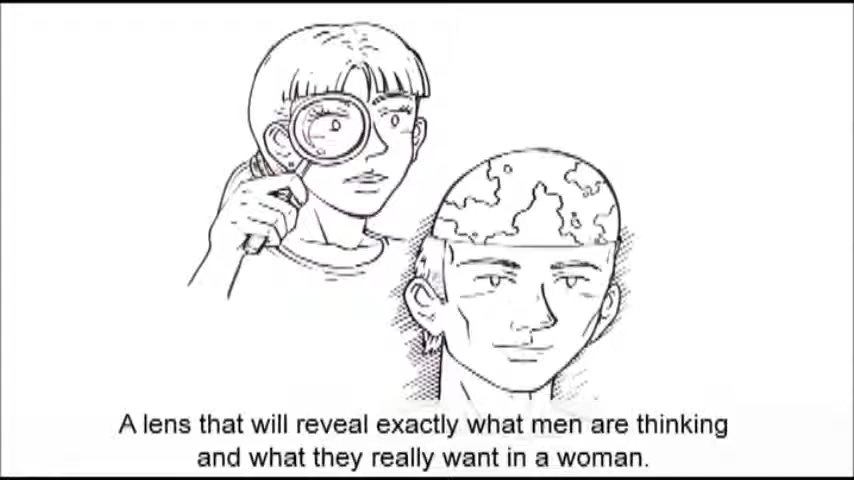 A lens that will reveal exactly what men are thinking
and what they really want in a woman.